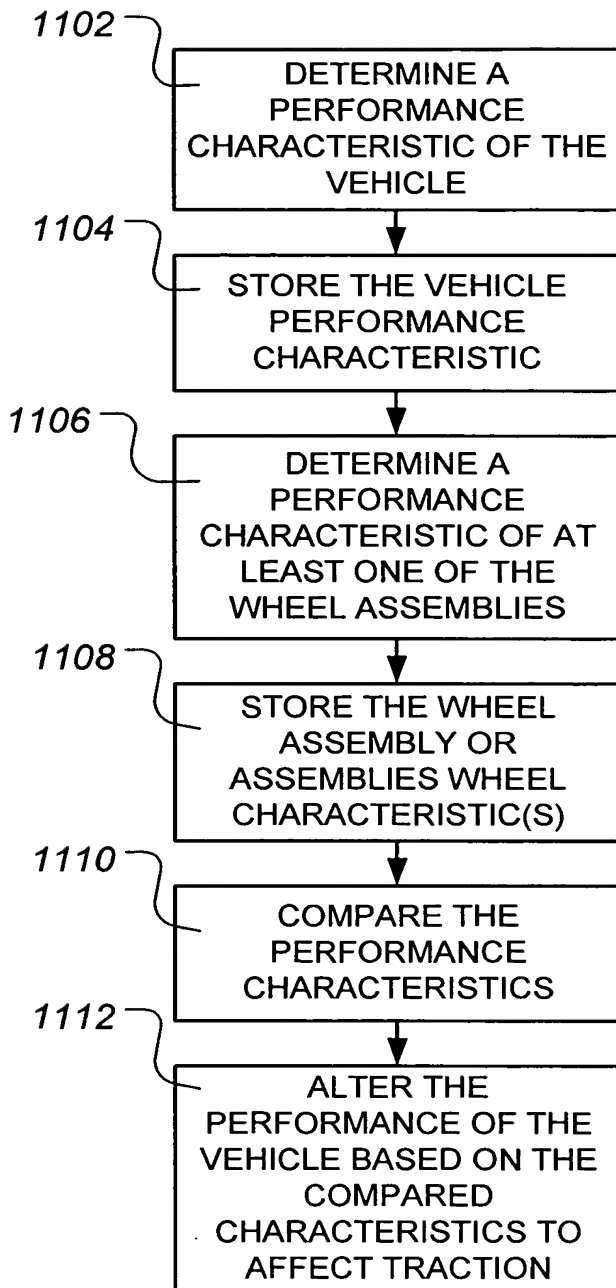 1102
DETERMINE A
PERFORMANCE
CHARACTERISTIC OF THE
VEHICLE
1104
STORE THE VEHICLE
PERFORMANCE
CHARACTERISTIC
1106
DETERMINE A
PERFORMANCE
CHARACTERISTIC OF AT
LEAST ONE OF THE
WHEEL ASSEMBLIES
1108
STORE THE WHEEL
ASSEMBLY OR
ASSEMBLIES WHEEL
CHARACTERISTIC(S)
1110
COMPARE THE
PERFORMANCE
CHARACTERISTICS
1112
ALTER THE
PERFORMANCE OF THE
VEHICLE BASED ON THE
COMPARED
CHARACTERISTICS TO
AFFECT TRACTION